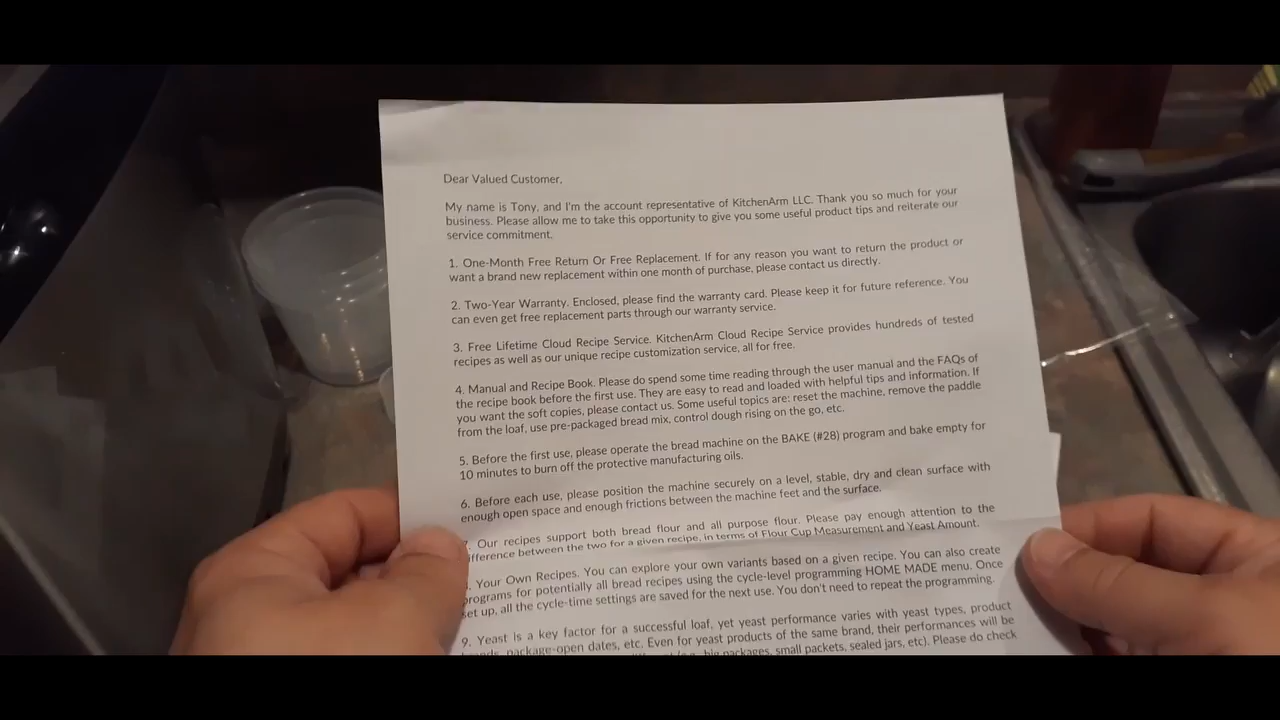 Dear Valued Customer,
My name is Tony, and I'm the account representative of KitchenArm LLC. Thank you so much for your
business. Please allow me to take this opportunity to give you some useful product tips and reiterate our
service commitment.
1. One-Month Free Return Or Free Replacement. If for any reason you want to return the product or
want a brand new replacement within one month of purchase, please contact us directly.
2. Two-Year Warranty. Enclosed, please find the warranty card. Please keep it for future reference. You
can even get free replacement parts through our warranty service.
3. Free Lifetime Cloud Recipe Service. KitchenArm Cloud Recipe Service provides hundreds of tested
recipes as well as our unique recipe customization service, all for free.
4. Manual and Recipe Book. Please do spend some time reading through the user manual and the FAQs of
the recipe book before the first use. They are easy to read and loaded with helpful tips and information. If
you want the soft copies, please contact us. Some useful topics are: reset the machine, remove the paddle
from the loaf, use pre-packaged bread mix, control dough rising on the go, etc.
5. Before the first use, please operate the bread machine on the BAKE (#28) program and bake empty for
10 minutes to burn off the protective manufacturing oils.
6. Before each use, please position the machine securely on a level, stable, dry and clean surface with
enough open space and enough frictions between the machine feet and the surface.
. Our recipes support both bread flour and all purpose flour. Please pay enough attention to the
ifference between the two for a given recipe, in terms of Flour Cup Measurement and Yeast Amount.
. Your Own Recipes. You can explore your own variants based on a given recipe. You can also create
programs for potentially all bread recipes using the cycle-level programming HOME MADE menu. Once
set up, all the cycle-time settings are saved for the next use. You don't need to repeat the programming.
9. Yeast is a key factor for a successful loaf, yet yeast performance varies with yeast types, product
package-open dates, etc. Even for yeast products of the same brand, their performances will be
big packages, small packets, sealed jars, etc). Please do check